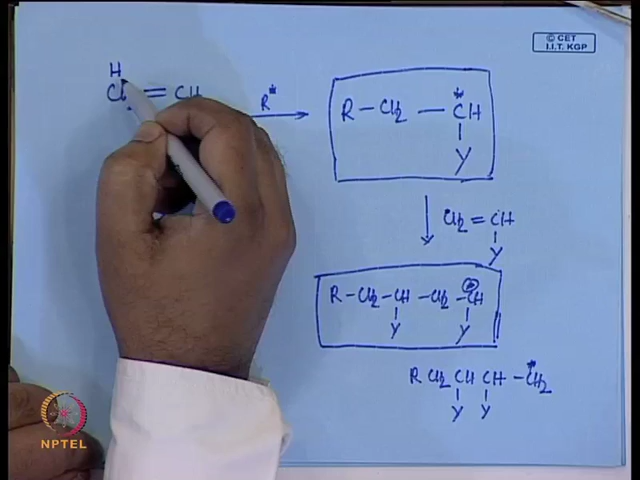 © CET
I.I.T. KGP
H
= CH
R*
R – CH2 – *CH
Y
CH2 = CH
Y
R – CH2 – CH – CH2 – CH
Y Y
R CH2 CH CH – *CH2
Y Y
NPTEL